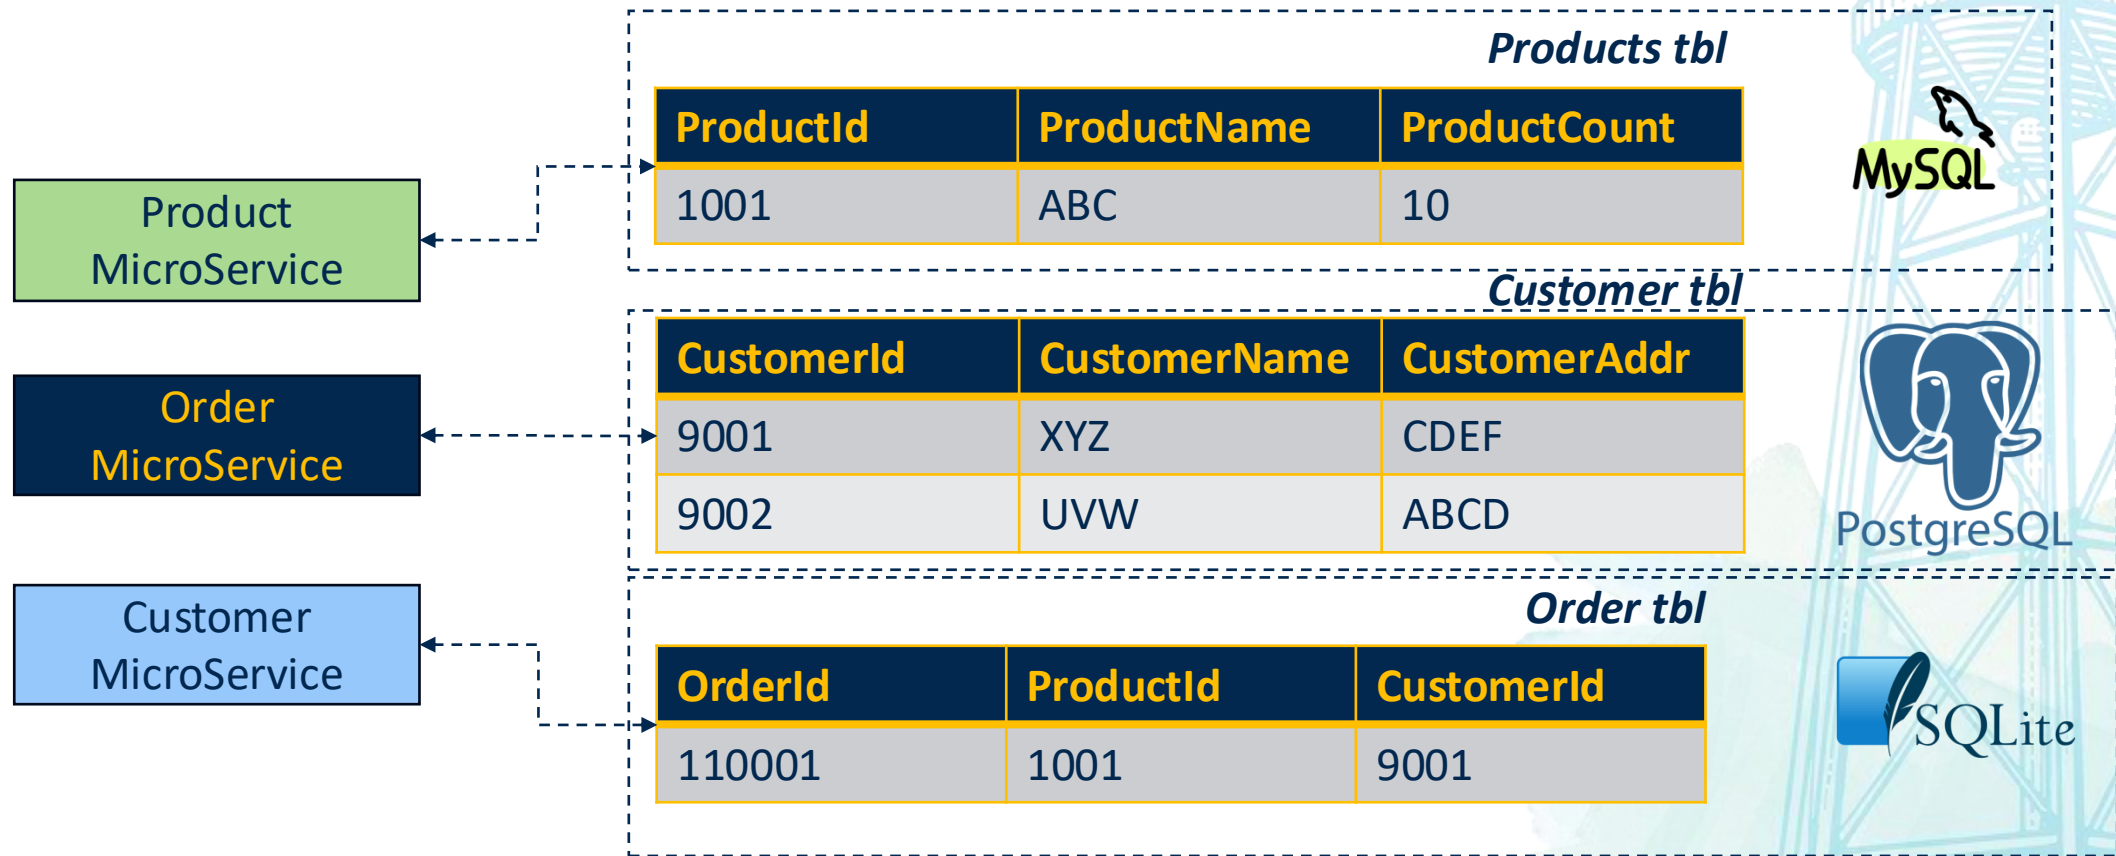 Products tbl
ProductId ProductName ProductCount
1001 ABC 10
MySQL
Product
MicroService
Customer tbl
CustomerId CustomerName CustomerAddr
9001 XYZ CDEF
9002 UVW ABCD
PostgreSQL
Order
MicroService
Order tbl
OrderId ProductId CustomerId
110001 1001 9001
SQLite
Customer
MicroService